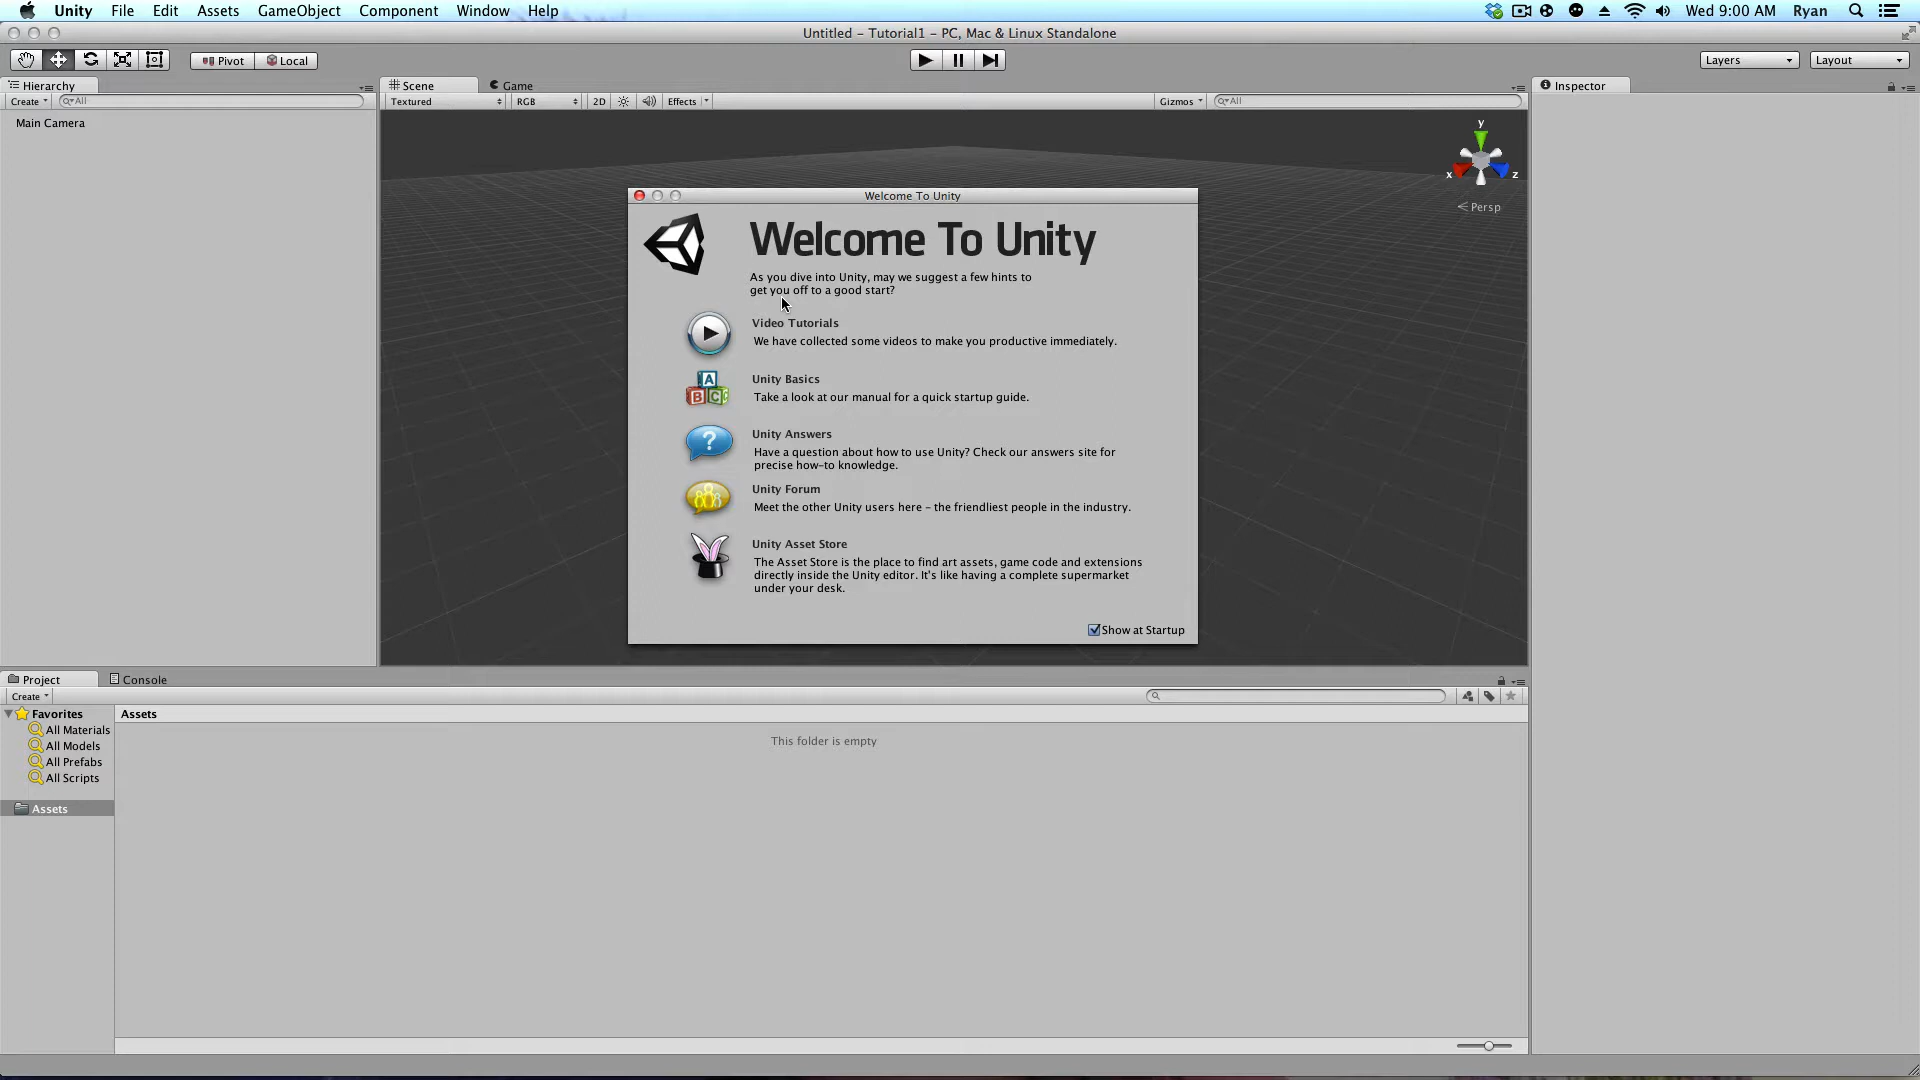 Unity File Edit Assets GameObject Component Window Help Wed 9:00 AM Ryan
Untitled - Tutorial1 - PC, Mac & Linux Standalone
Pivot Local Layers Layout
Hierarchy Scene Game Inspector
Create All Textured RGB 2D Effects Gizmos All
Main Camera
y
x z
Persp
Welcome To Unity
Welcome To Unity
As you dive into Unity, may we suggest a few hints to
get you off to a good start?
Video Tutorials
We have collected some videos to make you productive immediately.
A
B C
Unity Basics
Take a look at our manual for a quick startup guide.
?
Unity Answers
Have a question about how to use Unity? Check our answers site for
precise how-to knowledge.
Unity Forum
Meet the other Unity users here - the friendliest people in the industry.
Unity Asset Store
The Asset Store is the place to find art assets, game code and extensions
directly inside the Unity editor. It's like having a complete supermarket
under your desk.
Show at Startup
Project Console
Create
Favorites
All Materials
All Models
All Prefabs
All Scripts
Assets
Assets
This folder is empty